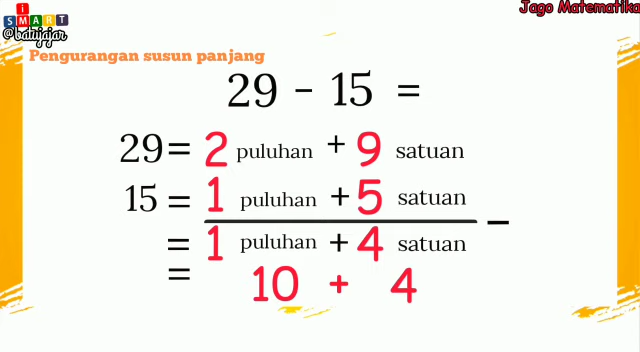 i
SMART
@batujajar
Jago Matematika
Pengurangan susun panjang
29 - 15 =
29 = 2 puluhan + 9 satuan
15 = 1 puluhan + 5 satuan -
= 1 puluhan + 4 satuan
= 10 + 4